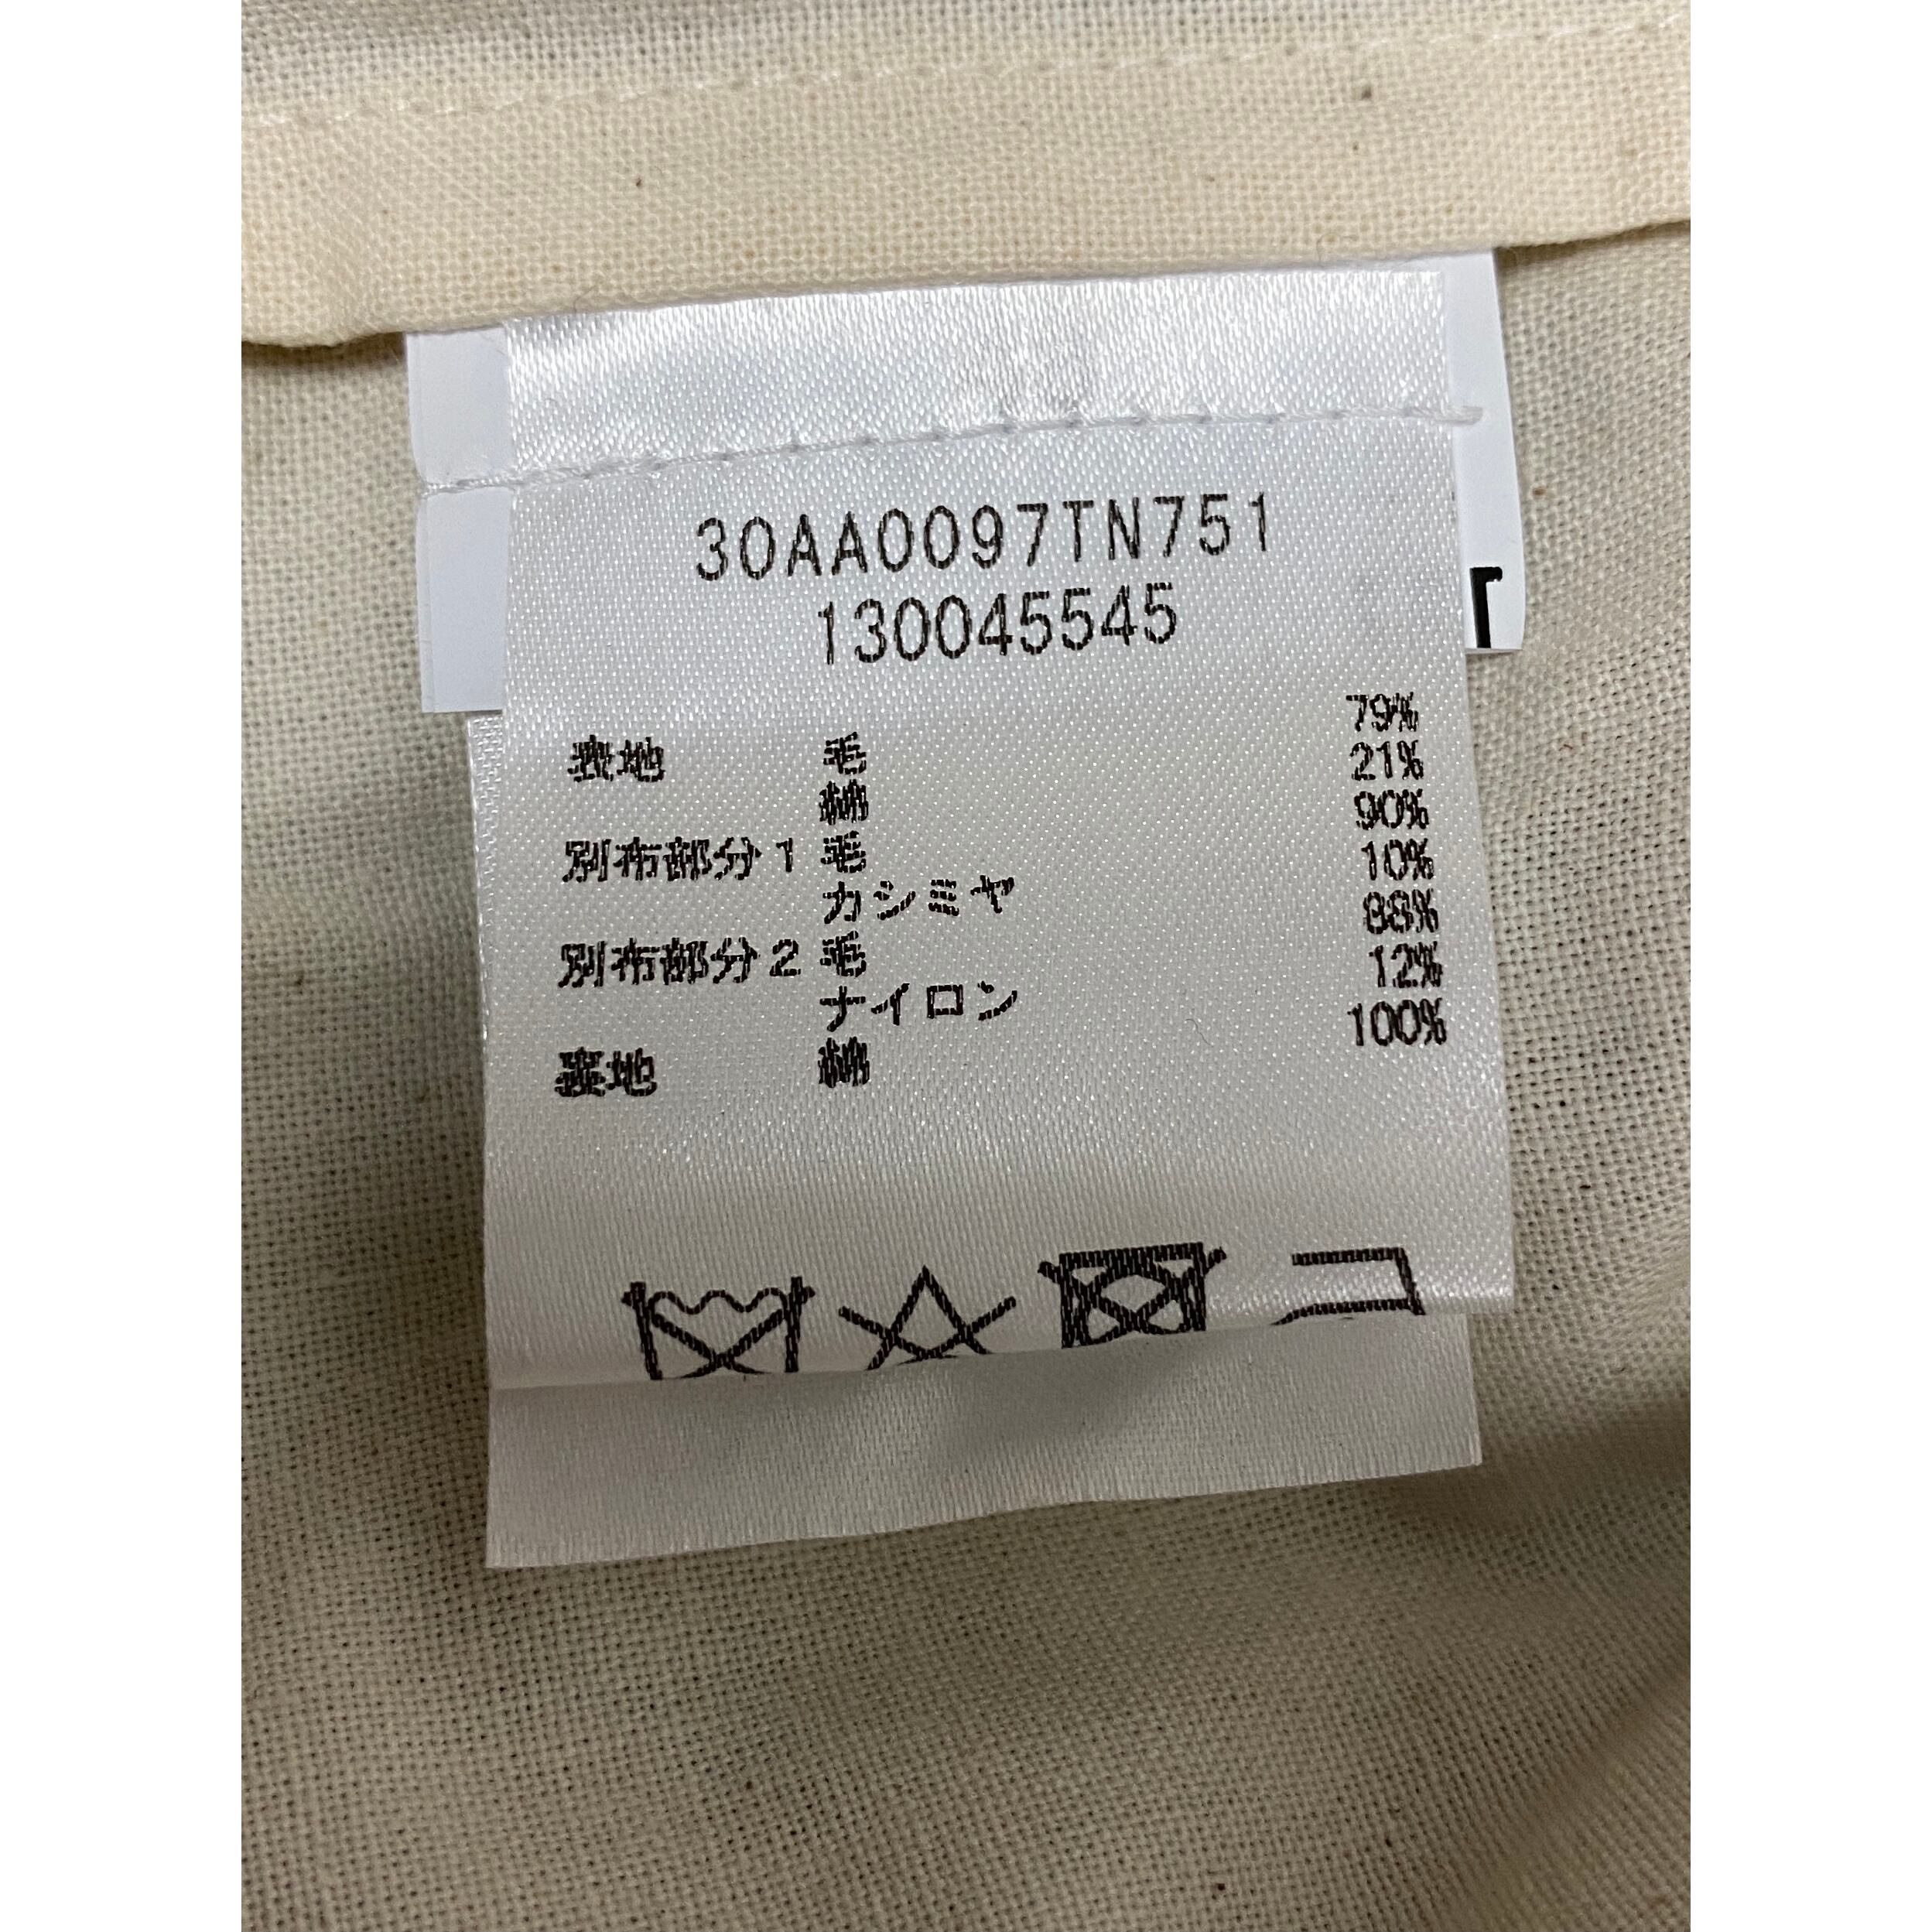 30AA0097TN751
130045545
表地 毛 79%
綿 21%
別布部分1 毛 90%
カシミヤ 10%
別布部分2 毛 88%
ナイロン 12%
裏地 綿 100%